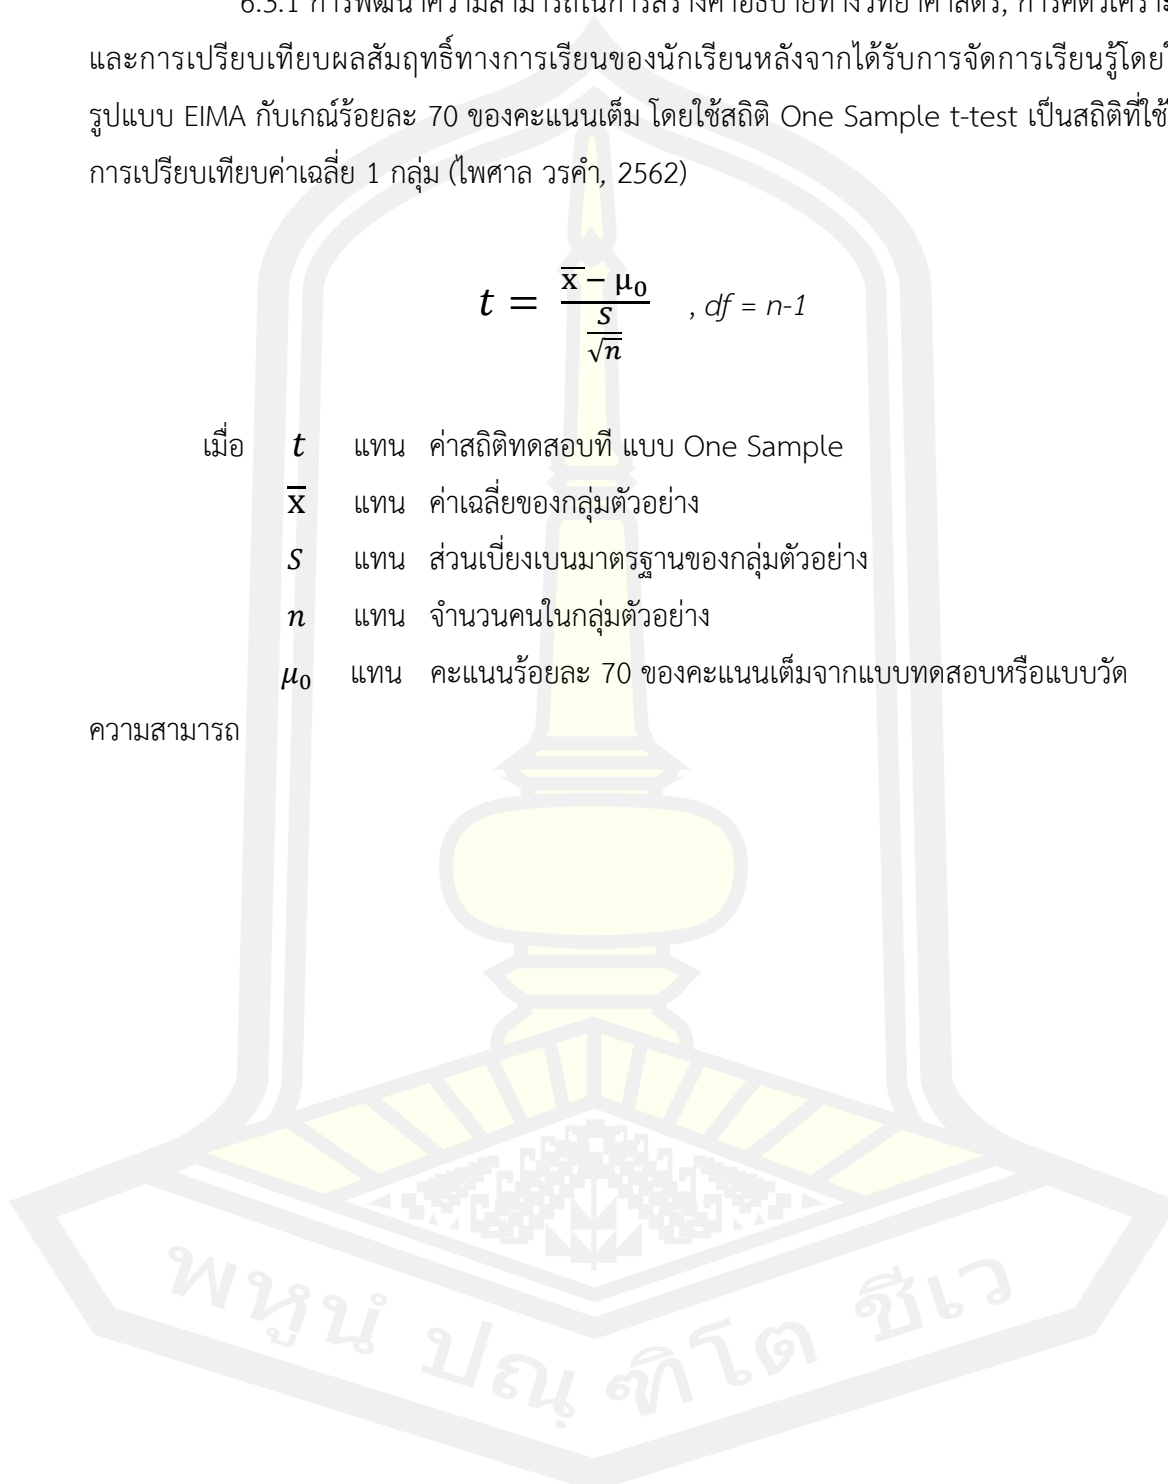 6.3.1 การพัฒนาความสามารถในการสร้างคำอธิบายทางวิทยาศาสตร์, การคิดวิเคราะ
และการเปรียบเทียบผลสัมฤทธิ์ทางการเรียนของนักเรียนหลังจากได้รับการจัดการเรียนรู้โดยใ
รูปแบบ EIMA กับเกณ์ร้อยละ 70 ของคะแนนเต็ม โดยใช้สถิติ One Sample t-test เป็นสถิติที่ใช้
การเปรียบเทียบค่าเฉลี่ย 1 กลุ่ม (ไพศาล วรคำ, 2562)
t = (x̅ − μ₀) / (S/√n) , df = n-1
เมื่อ t แทน ค่าสถิติทดสอบที แบบ One Sample
x̅ แทน ค่าเฉลี่ยของกลุ่มตัวอย่าง
S แทน ส่วนเบี่ยงเบนมาตรฐานของกลุ่มตัวอย่าง
n แทน จำนวนคนในกลุ่มตัวอย่าง
μ₀ แทน คะแนนร้อยละ 70 ของคะแนนเต็มจากแบบทดสอบหรือแบบวัด
ความสามารถ
พหูนํ ปณฺฑิโต ชีเว